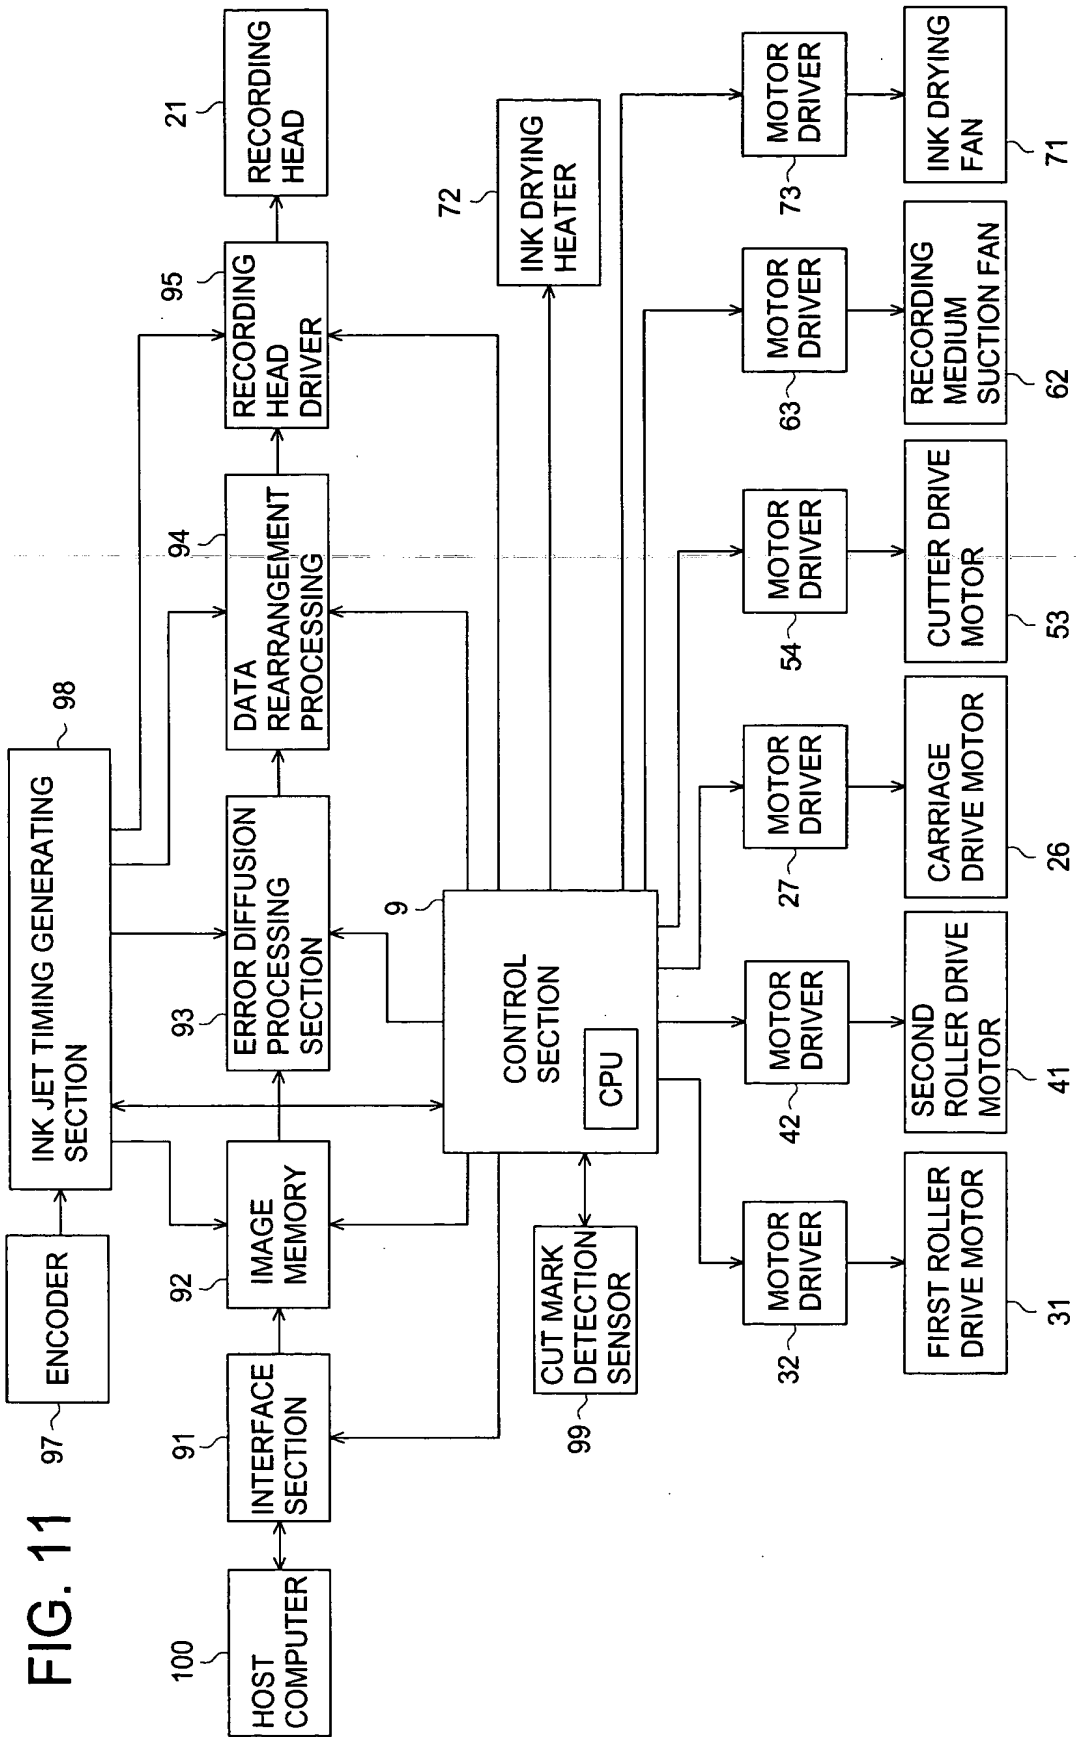 FIG. 11
97
ENCODER
INK JET TIMING GENERATING
SECTION
98
100
HOST
COMPUTER
91
INTERFACE
SECTION
92
IMAGE
MEMORY
93
ERROR DIFFUSION
PROCESSING
SECTION
94
DATA
REARRANGEMENT
PROCESSING
95
RECORDING
HEAD
DRIVER
21
RECORDING
HEAD
99
CUT MARK
DETECTION
SENSOR
9
CONTROL
SECTION
CPU
72
INK DRYING
HEATER
32
MOTOR
DRIVER
42
MOTOR
DRIVER
27
MOTOR
DRIVER
54
MOTOR
DRIVER
63
MOTOR
DRIVER
73
MOTOR
DRIVER
FIRST ROLLER
DRIVE MOTOR
31
SECOND
ROLLER DRIVE
MOTOR
41
CARRIAGE
DRIVE MOTOR
26
CUTTER DRIVE
MOTOR
53
RECORDING
MEDIUM
SUCTION FAN
62
INK DRYING
FAN
71